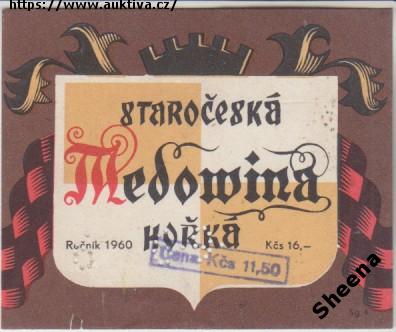 https://www.auktiva.cz/
STAROČESKÁ
Medowina
HOŘKÁ
Ročník 1960
Kčs 16,–
Cena Kčs 11,50
Sheena